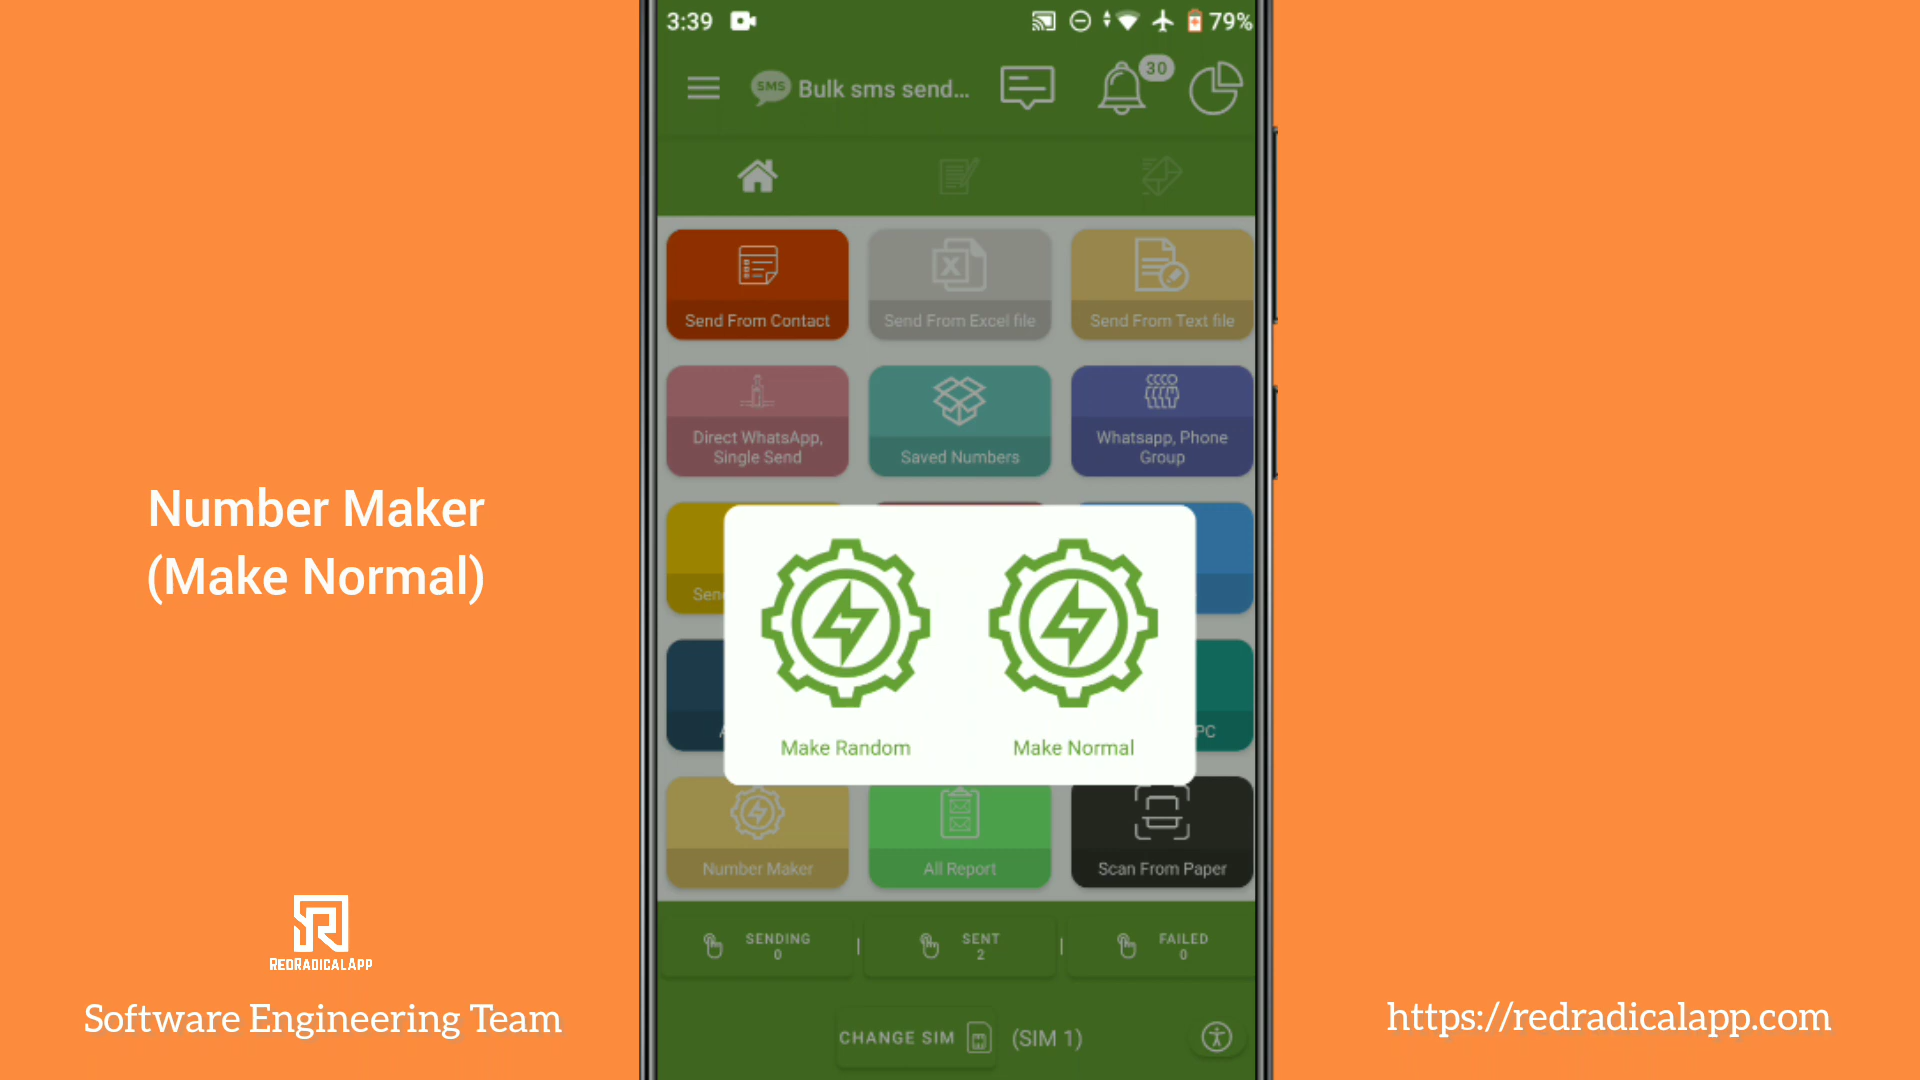 3:39
79%
SMS
Bulk sms send...
30
Send From Contact
Send From Excel file
Send From Text file
Direct WhatsApp,
Single Send
Saved Numbers
Whatsapp, Phone
Group
Number Maker
(Make Normal)
Make Random
Make Normal
PC
Number Maker
All Report
Scan From Paper
SENDING
0
SENT
2
FAILED
0
CHANGE SIM
(SIM 1)
REDRADICALAPP
Software Engineering Team
https://redradicalapp.com